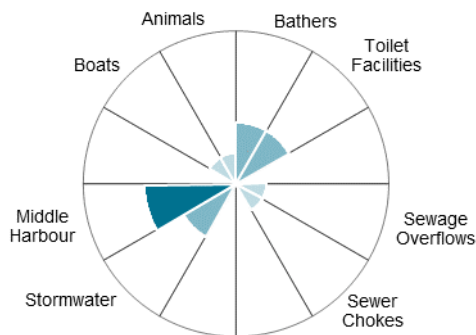 Animals
Bathers
Toilet
Facilities
Boats
Middle
Harbour
Sewage
Overflows
Stormwater
Sewer
Chokes